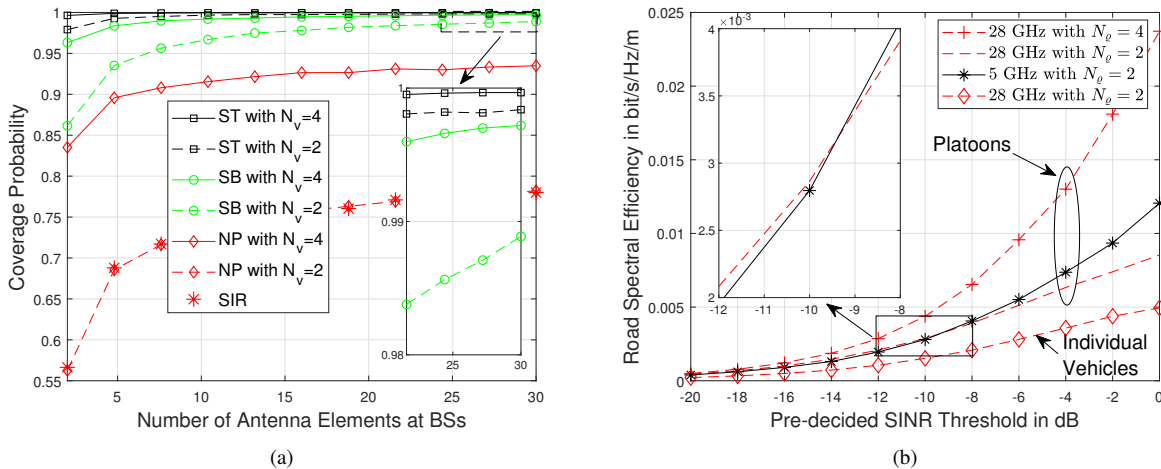 1
0.95
0.9
0.85
0.8
0.75
0.7
0.65
0.6
0.55
Coverage Probability
5
10
15
20
25
30
Number of Antenna Elements at BSs
ST with N_v=4
ST with N_v=2
SB with N_v=4
SB with N_v=2
NP with N_v=4
NP with N_v=2
SIR
1
0.99
0.98
25
30
(a)
0.025
0.02
0.015
0.01
0.005
0
Road Spectral Efficiency in bit/s/Hz/m
-20
-18
-16
-14
-12
-10
-8
-6
-4
-2
0
Pre-decided SINR Threshold in dB
28 GHz with N_ϱ = 4
28 GHz with N_ϱ = 2
5 GHz with N_ϱ = 2
28 GHz with N_ϱ = 2
×10^-3
4
3.5
3
2.5
2
-12
-11
-10
-9
-8
Platoons
Individual
Vehicles
(b)